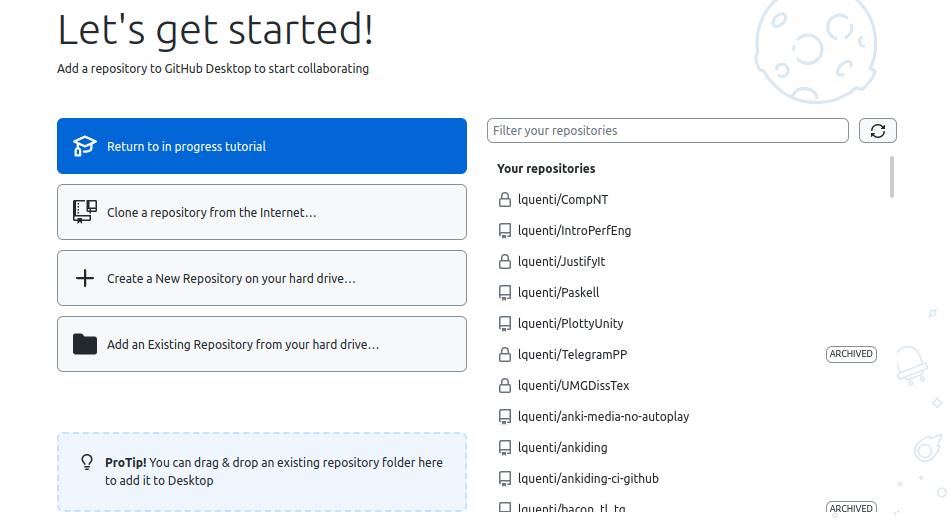 Let's get started!
Add a repository to GitHub Desktop to start collaborating
Return to in progress tutorial
Clone a repository from the Internet...
Create a New Repository on your hard drive...
Add an Existing Repository from your hard drive...
ProTip! You can drag & drop an existing repository folder here
to add it to Desktop
Filter your repositories
Your repositories
lquenti/CompNT
lquenti/IntroPerfEng
lquenti/JustifyIt
lquenti/Paskell
lquenti/PlottyUnity
lquenti/TelegramPP ARCHIVED
lquenti/UMGDissTex
lquenti/anki-media-no-autoplay
lquenti/ankiding
lquenti/ankiding-ci-github
lquenti/bacon_tl_tg ARCHIVED